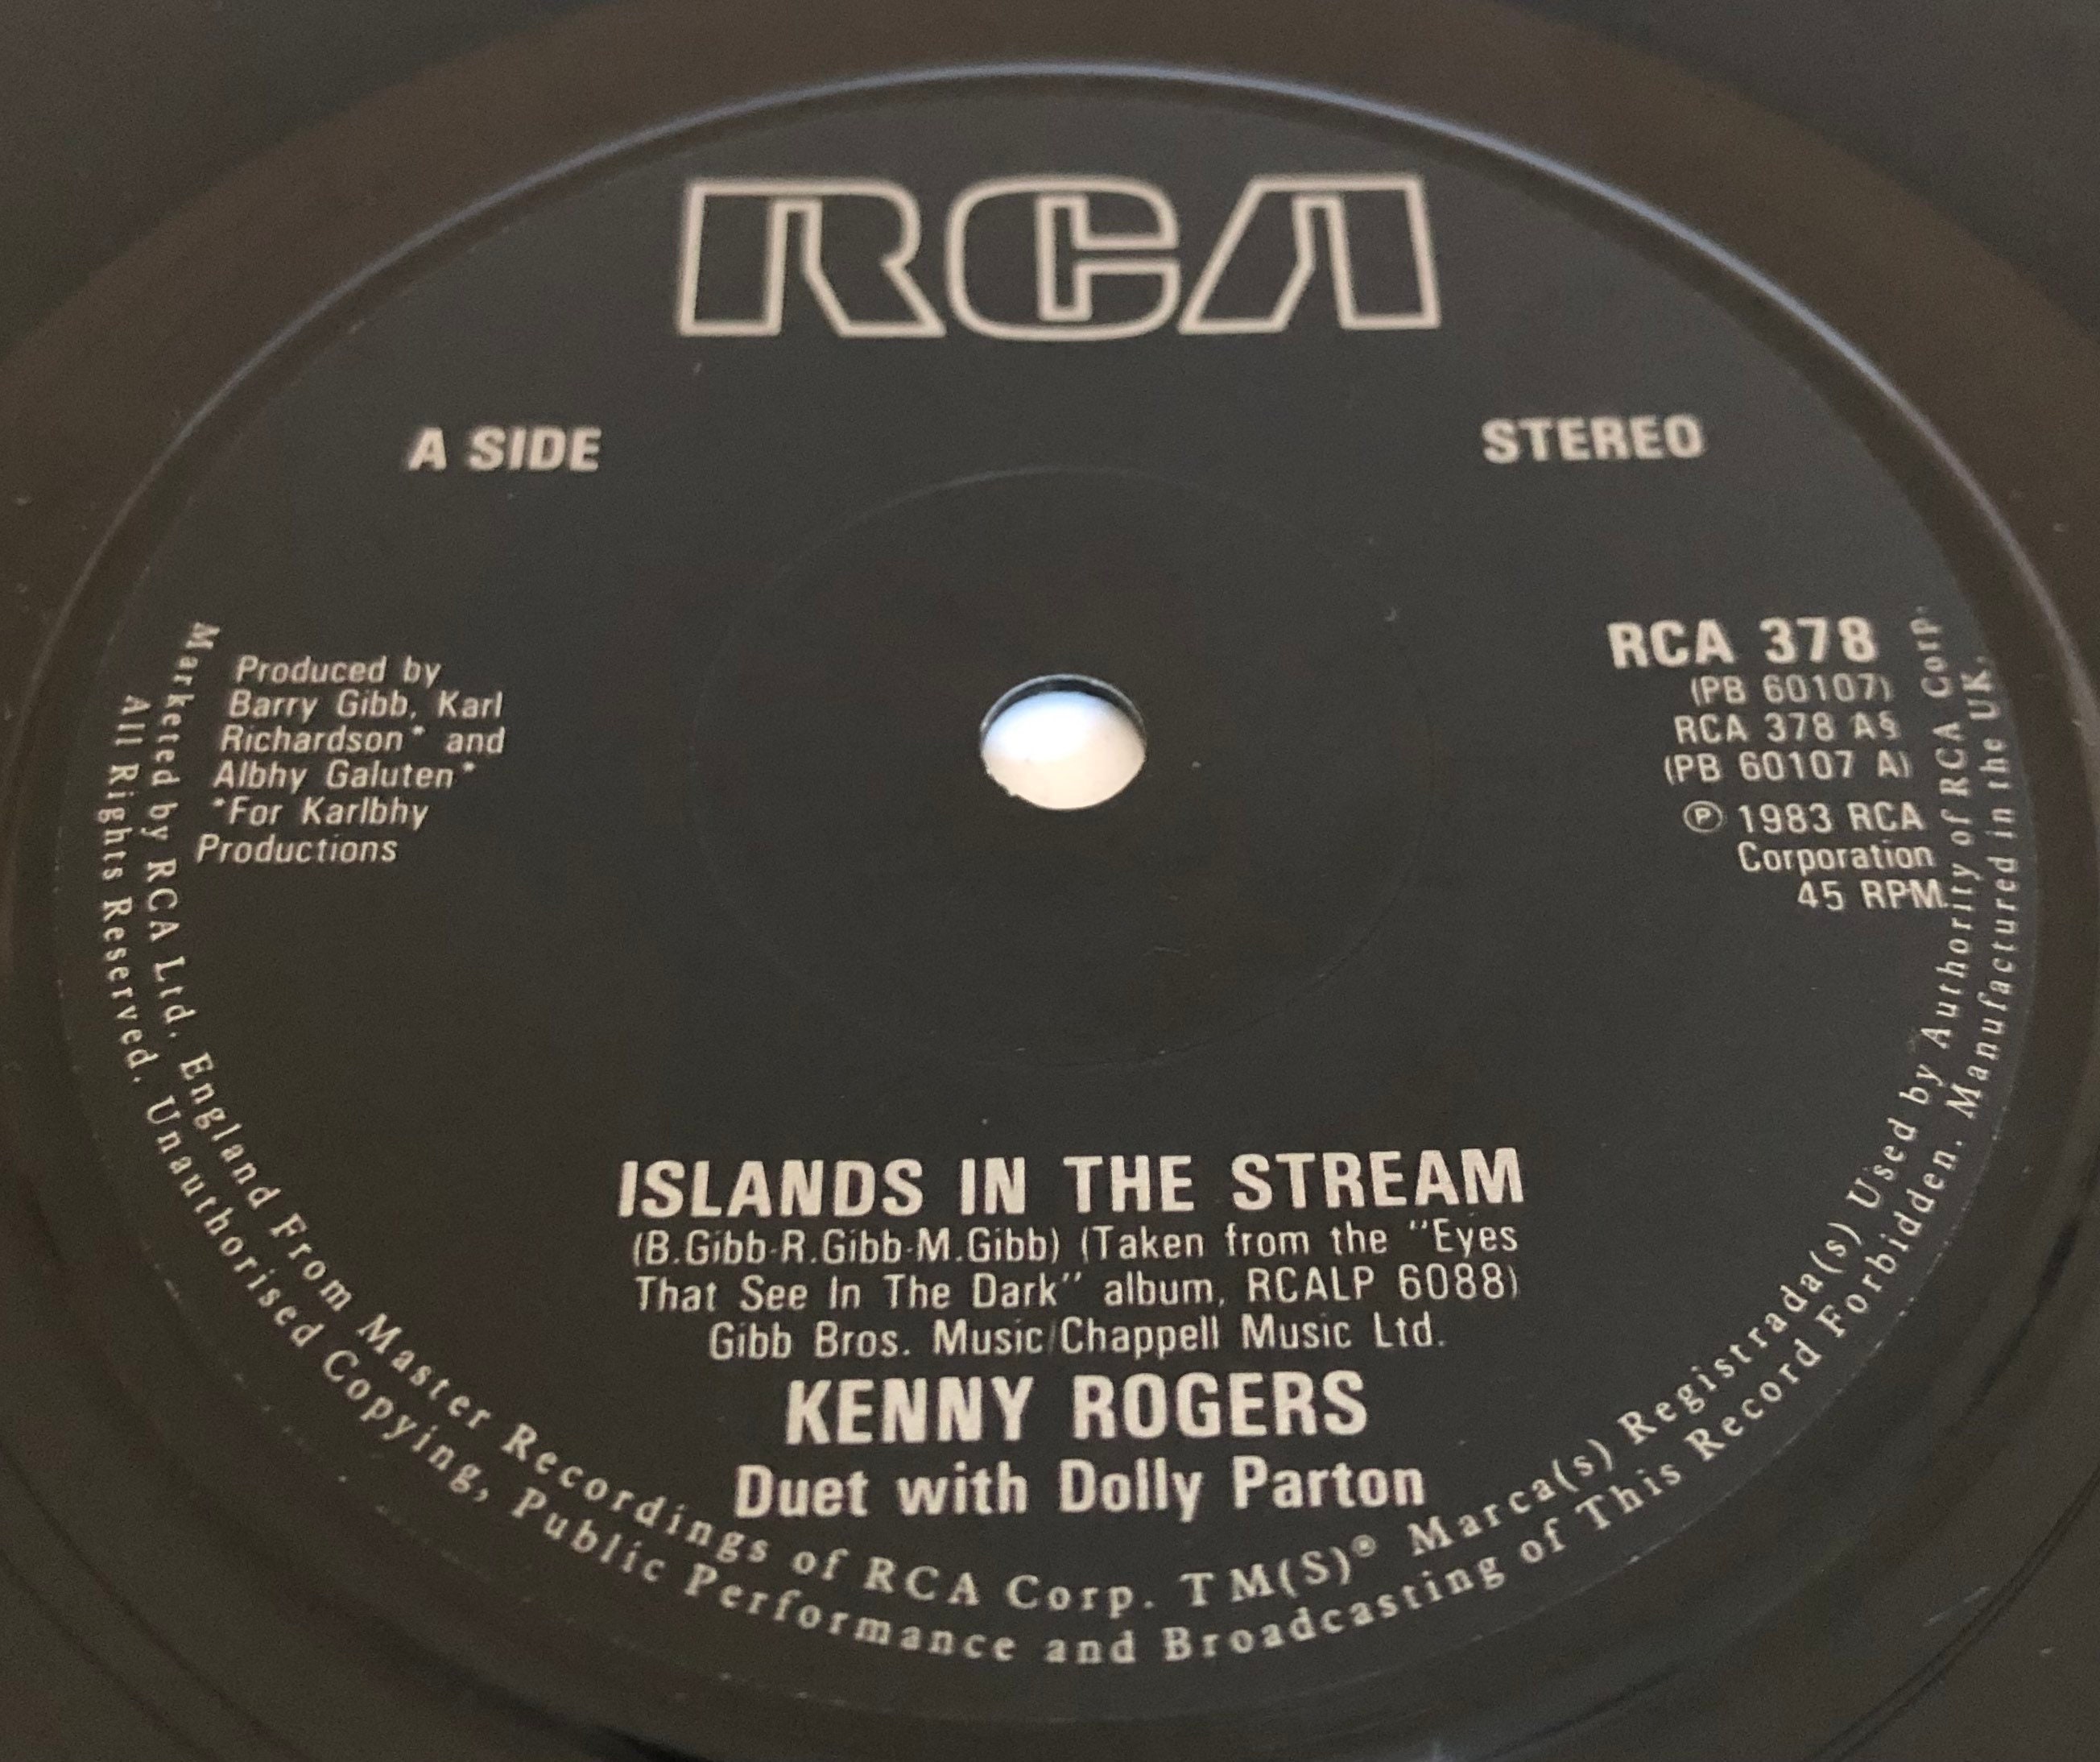 RCA
A SIDE
STEREO
Produced by
Barry Gibb, Karl
Richardson* and
Albhy Galuten*
*For Karlbhy
Productions
RCA 378
(PB 60107)
RCA 378 A§
(PB 60107 A)
℗ 1983 RCA
Corporation
45 RPM
ISLANDS IN THE STREAM
(B.Gibb-R.Gibb-M.Gibb) (Taken from the "Eyes
That See In The Dark" album, RCALP 6088)
Gibb Bros. Music/Chappell Music Ltd.
KENNY ROGERS
Duet with Dolly Parton
Marketed by RCA Ltd. England From Master Recordings of RCA Corp. TM(S)® Marca(s) Registrada(s) Used by Authority of RCA Corp.
All Rights Reserved. Unauthorised Copying, Public Performance and Broadcasting of This Record Forbidden. Manufactured in the UK.